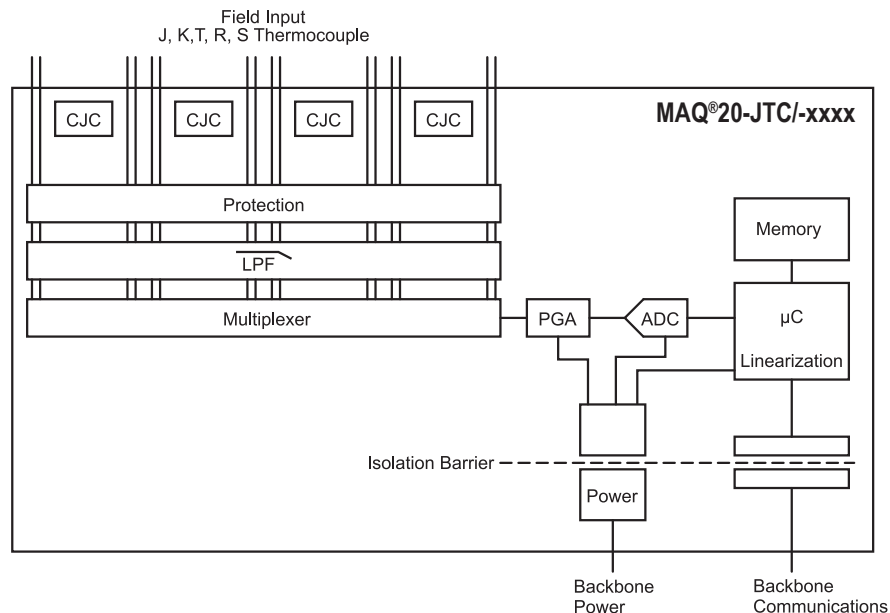 Field Input
J, K,T, R, S Thermocouple
CJC
CJC
CJC
CJC
MAQ®20-JTC/-xxxx
Protection
LPF
Multiplexer
PGA
ADC
Memory
µC
Linearization
Isolation Barrier
Power
Backbone
Power
Backbone
Communications